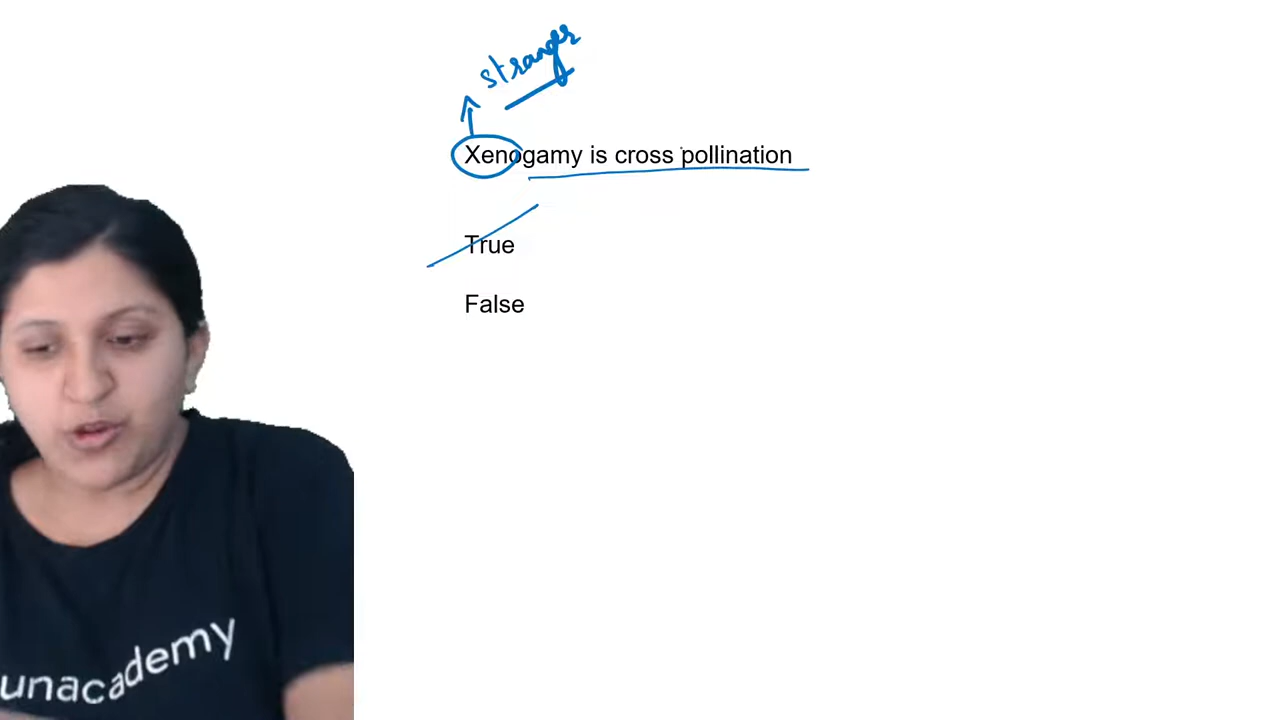 stranger
Xenogamy is cross pollination
True
False
unacademy